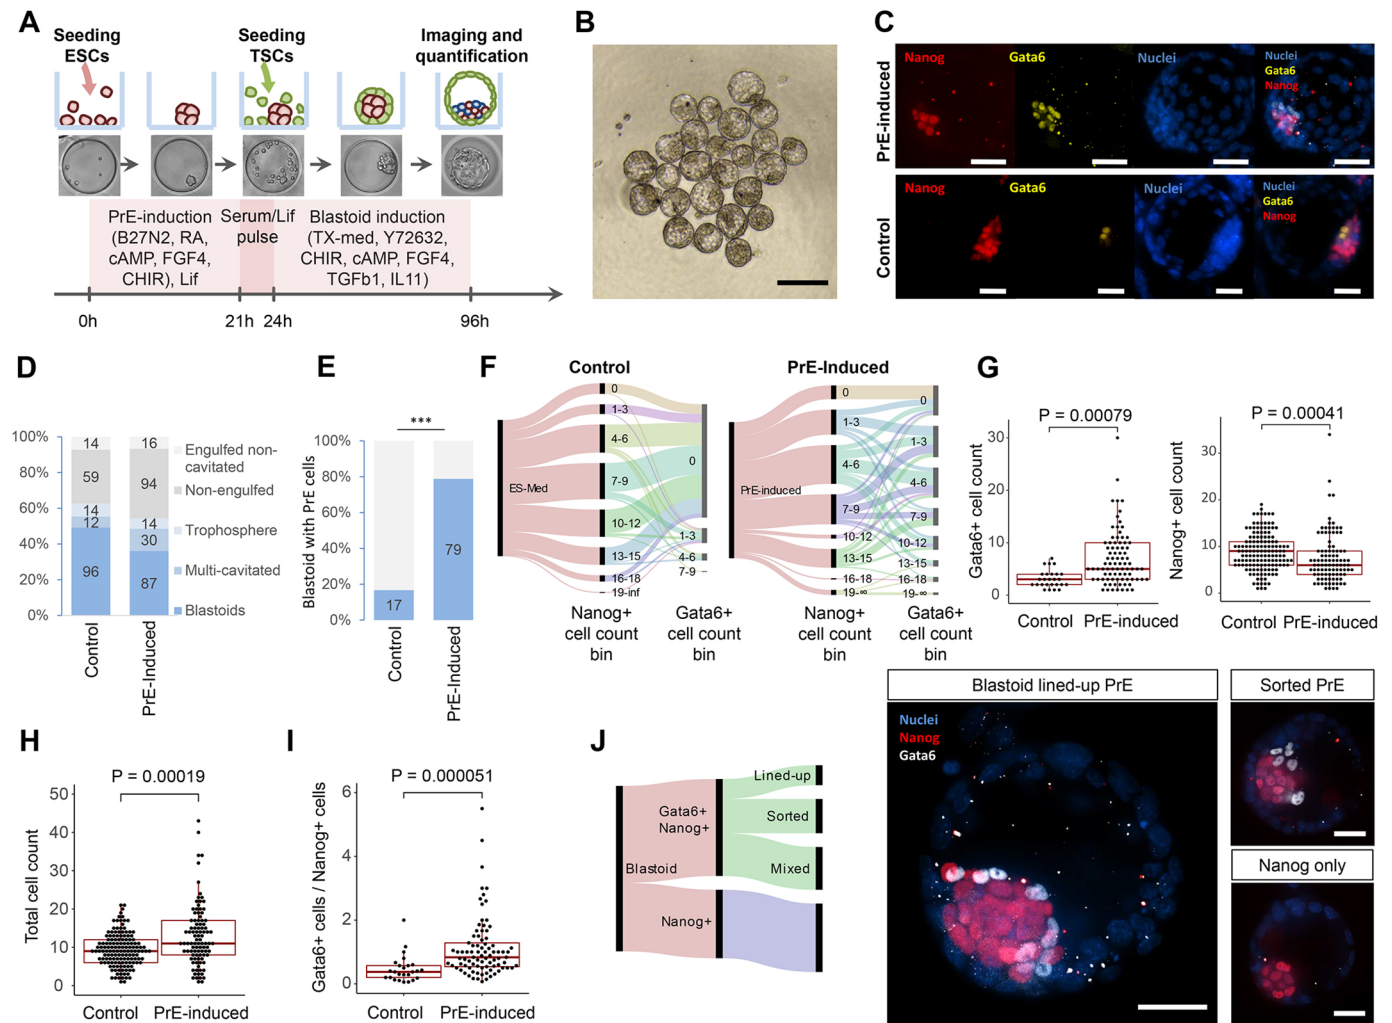 A
Seeding
ESCs
Seeding
TSCs
Imaging and
quantification
PrE-induction
(B27N2, RA,
cAMP, FGF4,
CHIR), Lif
Serum/Lif
pulse
Blastoid induction
(TX-med, Y72632,
CHIR, cAMP, FGF4,
TGFb1, IL11)
0h
21h
24h
96h
B
C
PrE-induced
Nanog
Gata6
Nuclei
Nuclei
Gata6
Nanog
Control
Nanog
Gata6
Nuclei
Nuclei
Gata6
Nanog
D
100%
80%
60%
40%
20%
0%
14
59
14
12
96
16
94
14
30
87
Control
PrE-Induced
Engulfed non-
cavitated
Non-engulfed
Trophosphere
Multi-cavitated
Blastoids
E
Blastoid with PrE cells
100%
80%
60%
40%
20%
0%
***
17
79
Control
PrE-Induced
F
Control
ES-Med
0
1-3
4-6
7-9
10-12
13-15
16-18
19-inf
0
1-3
4-6
7-9
Nanog+
cell count
bin
Gata6+
cell count
bin
PrE-Induced
PrE-induced
0
1-3
4-6
7-9
10-12
13-15
16-18
19-∞
0
1-3
4-6
7-9
10-12
13-15
16-18
19-∞
Nanog+
cell count
bin
Gata6+
cell count
bin
G
P = 0.00079
Gata6+ cell count
30
20
10
0
Control
PrE-induced
P = 0.00041
Nanog+ cell count
30
20
10
0
Control
PrE-induced
H
P = 0.00019
Total cell count
50
40
30
20
10
0
Control
PrE-induced
I
P = 0.000051
Gata6+ cells / Nanog+ cells
6
4
2
0
Control
PrE-induced
J
Blastoid
Gata6+
Nanog+
Nanog+
Lined-up
Sorted
Mixed
Blastoid lined-up PrE
Nuclei
Nanog
Gata6
Sorted PrE
Nanog only